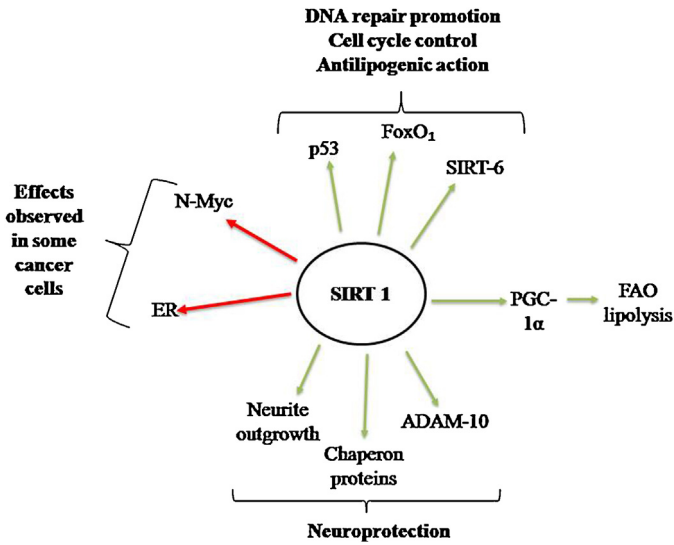 DNA repair promotion
Cell cycle control
Antilipogenic action
p53
FoxO₁
SIRT-6
Effects
observed
in some
cancer
cells
N-Myc
ER
SIRT 1
PGC-
1α
FAO
lipolysis
Neurite
outgrowth
Chaperon
proteins
ADAM-10
Neuroprotection